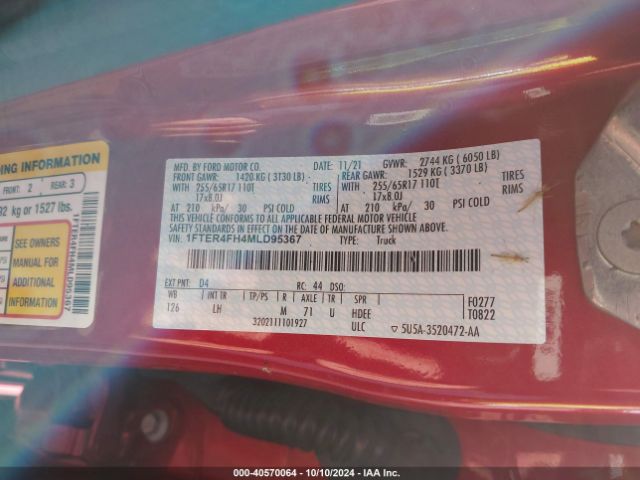 DING INFORMATION
FRONT: 2 REAR: 3
kg or 1527 lbs.
SEE OWNERS
MANUAL FOR
ADDITIONAL
INFORMATION
1FTER4FH4MLD95367
MFD. BY FORD MOTOR CO.
DATE: 11/21 GVWR: 2744 KG ( 6050 LB)
FRONT GAWR: 1420 KG ( 3130 LB)
REAR GAWR: 1529 KG ( 3370 LB)
WITH 255/65R17 110T TIRES
WITH 255/65R17 110T TIRES
17x8.0J RIMS
17x8.0J RIMS
AT 210 kPa/ 30 PSI COLD
AT 210 kPa/ 30 PSI COLD
THIS VEHICLE CONFORMS TO ALL APPLICABLE FEDERAL MOTOR VEHICLE
SAFETY STANDARDS IN EFFECT ON THE DATE OF MANUFACTURE SHOWN ABOVE.
VIN: 1FTER4FH4MLD95367 TYPE: Truck
EXT PNT: D4 RC: 44 DSO:
WB INT TR TP/PS R AXLE TR SPR
126 LH M 71 U HDEE
3202111101927 ULC
F0277
T0822
5U5A-3520472-AA
000-40570064 - 10/10/2024 - IAA Inc.